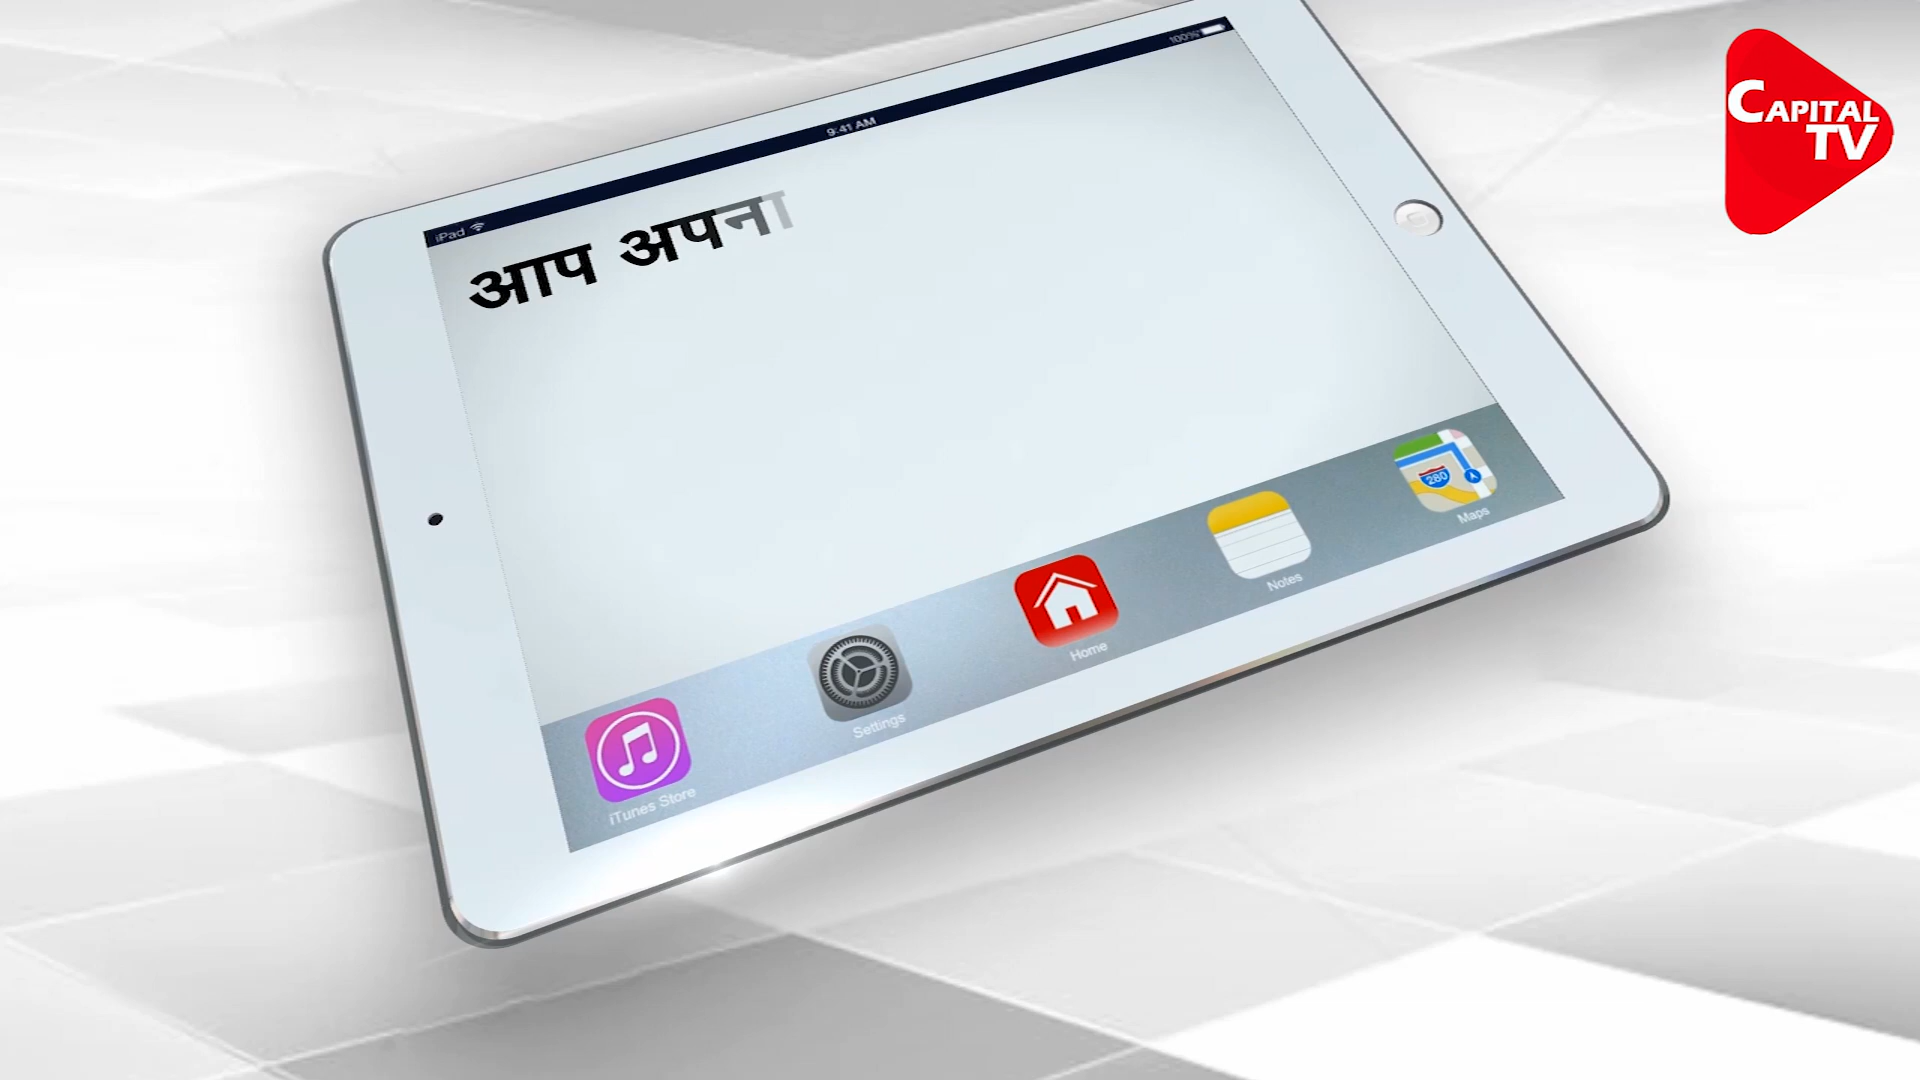 CAPITAL
TV
100%
9:41 AM
iPad
आप अपना
280
Maps
Notes
Home
Settings
iTunes Store